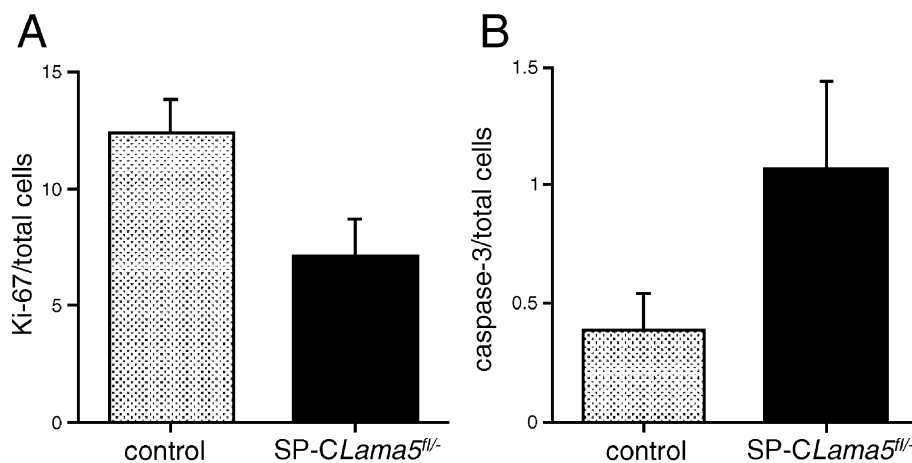 A
Ki-67/total cells
15
10
5
0
control
SP-CLama5fl/-
B
caspase-3/total cells
1.5
1
0.5
0
control
SP-CLama5fl/-